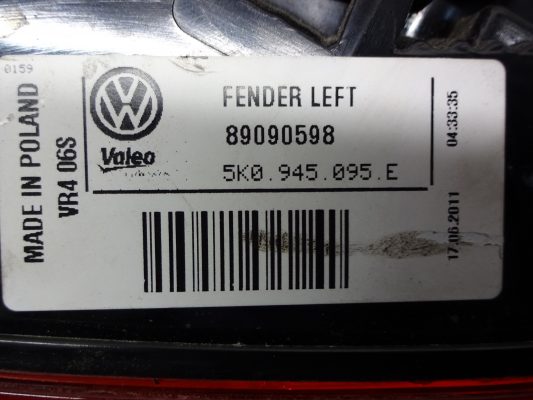 0159
MADE IN POLAND
VR4 06S
VW
Valeo
FENDER LEFT
89090598
5K0.945.095.E
17.06.2011 04:33:35